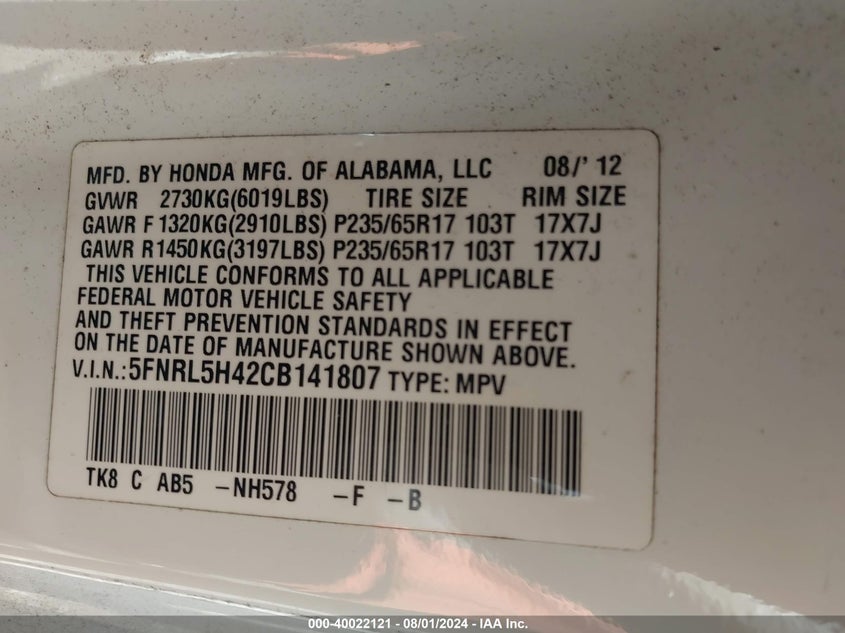 MFD. BY HONDA MFG. OF ALABAMA, LLC 08/' 12
GVWR 2730KG(6019LBS) TIRE SIZE RIM SIZE
GAWR F 1320KG(2910LBS) P235/65R17 103T 17X7J
GAWR R1450KG(3197LBS) P235/65R17 103T 17X7J
THIS VEHICLE CONFORMS TO ALL APPLICABLE
FEDERAL MOTOR VEHICLE SAFETY
AND THEFT PREVENTION STANDARDS IN EFFECT
ON THE DATE OF MANUFACTURE SHOWN ABOVE.
V.I.N.:5FNRL5H42CB141807 TYPE: MPV
TK8 C AB5 -NH578 -F -B
000-40022121 - 08/01/2024 - IAA Inc.